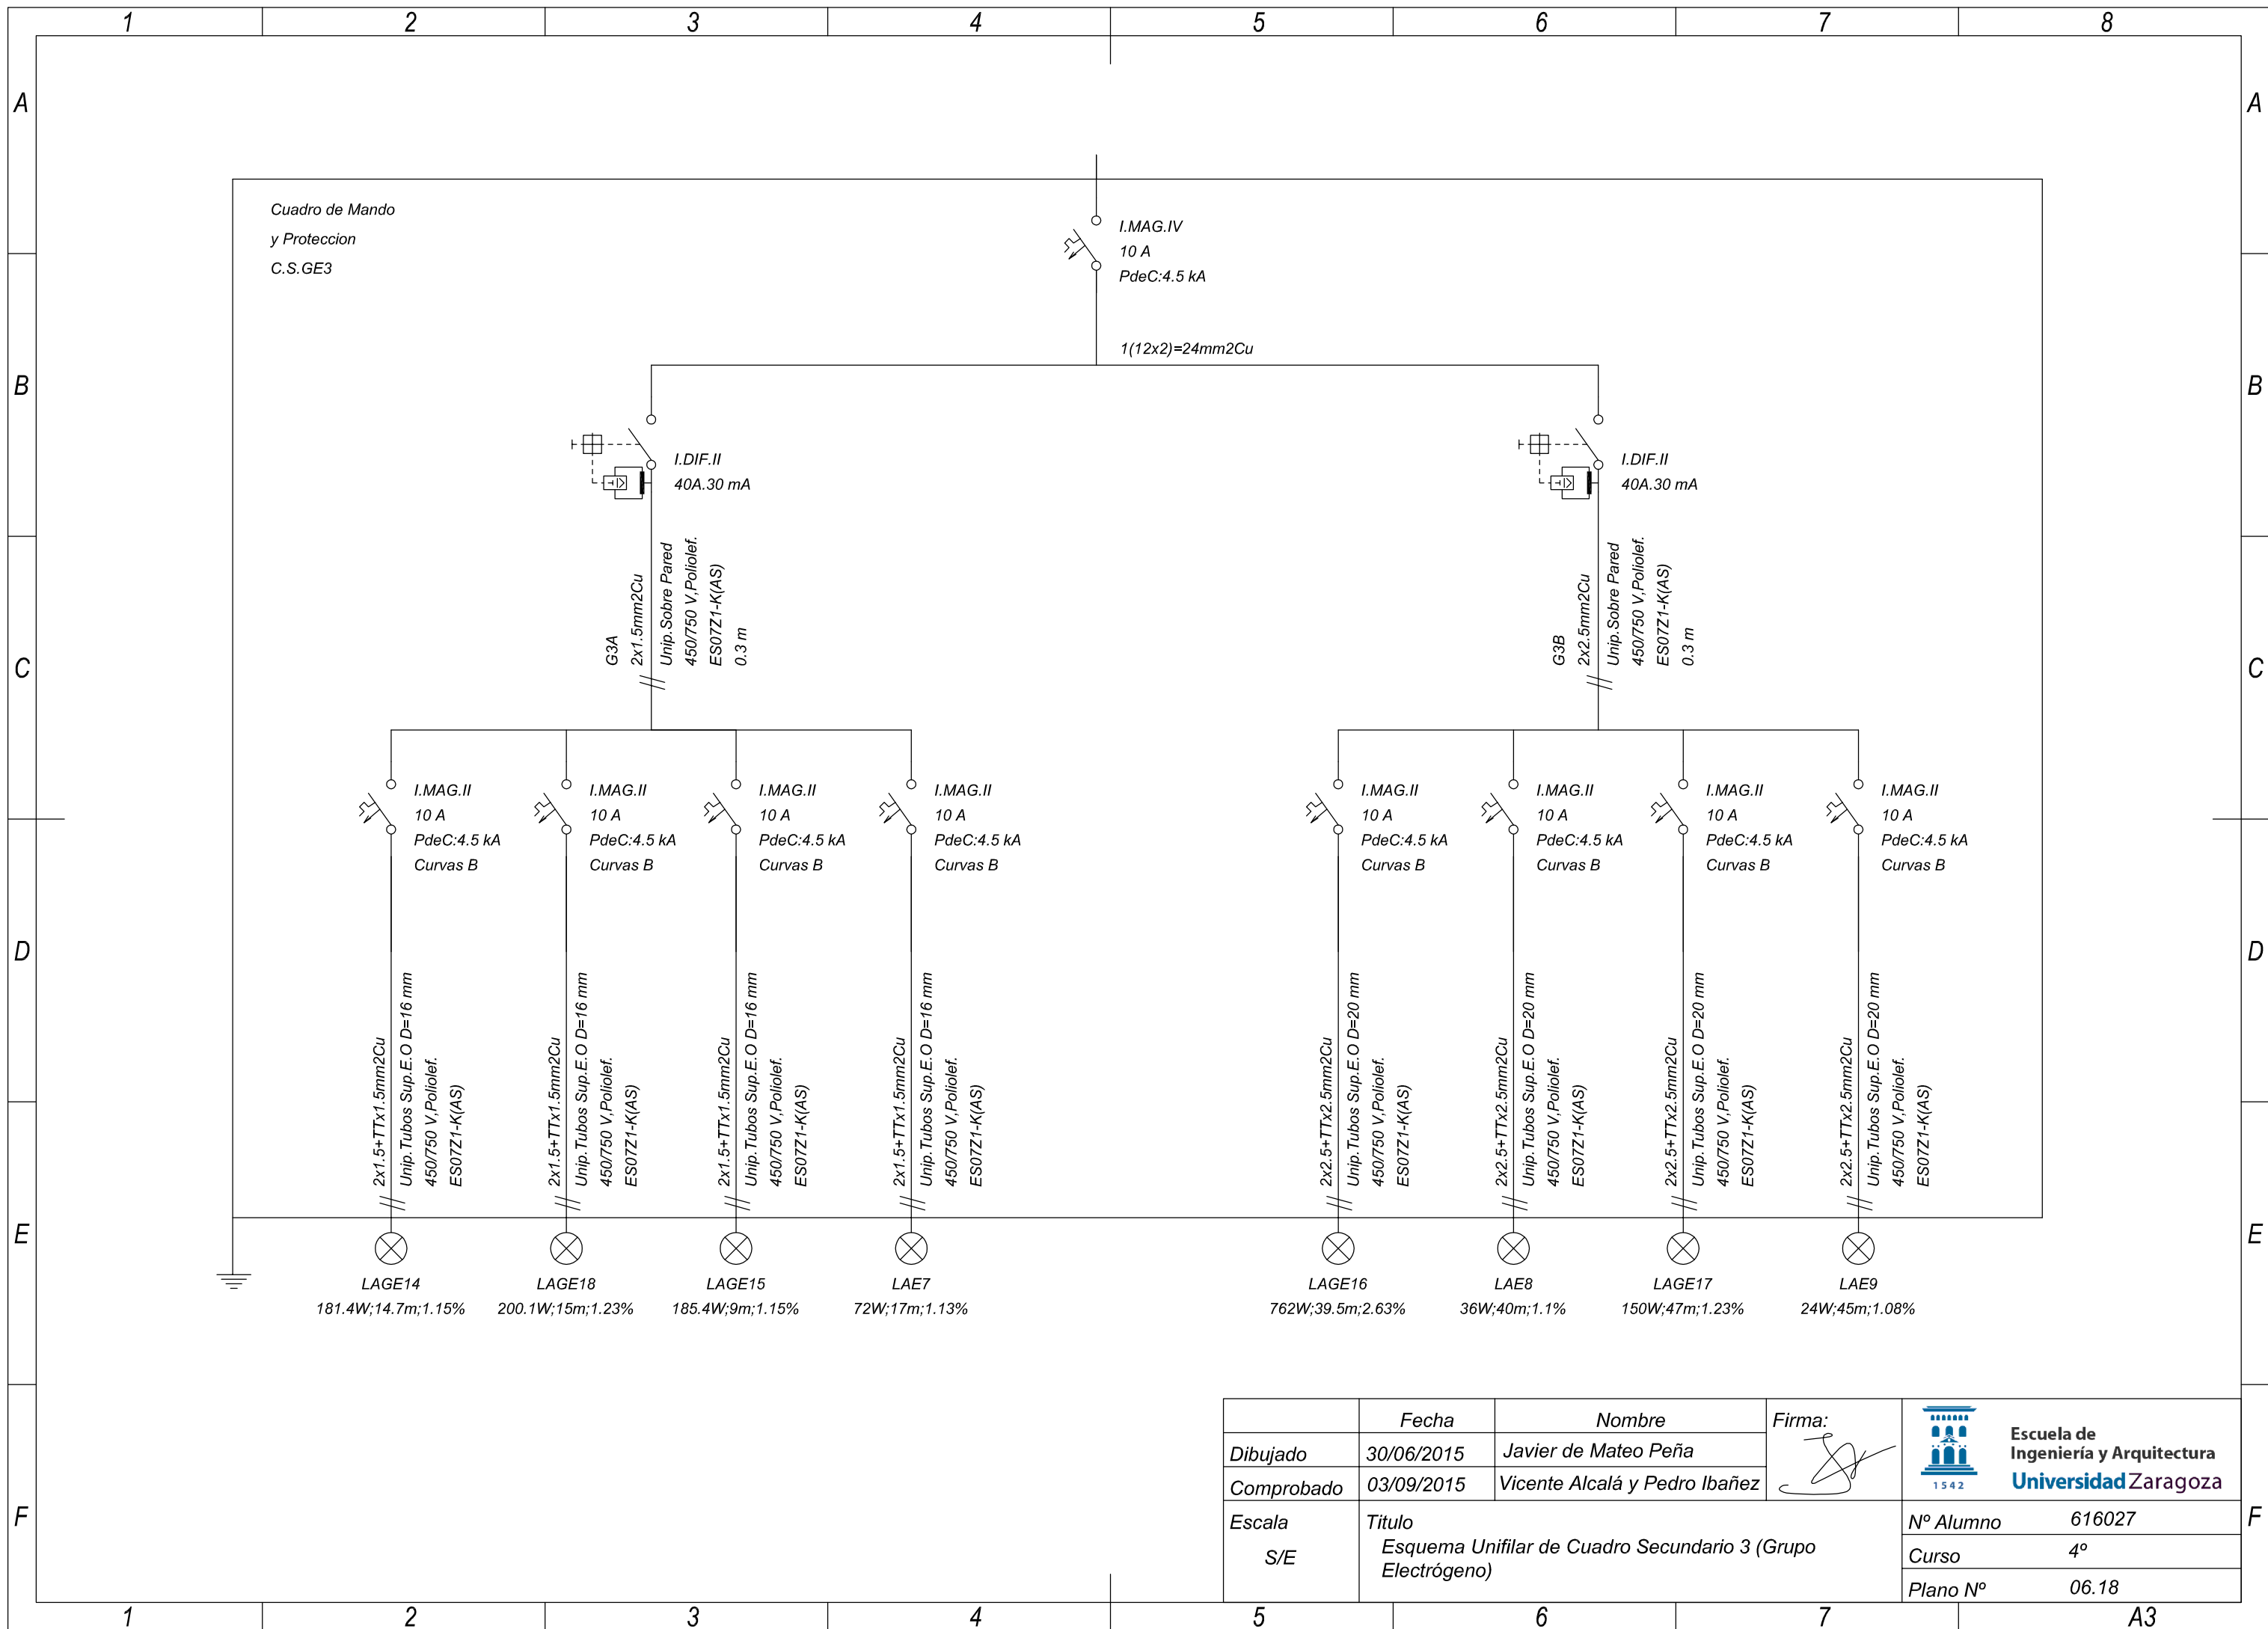 1 2 3 4 5 6 7 8
A A
Cuadro de Mando
y Proteccion
C.S.GE3
I.MAG.IV
10 A
PdeC:4.5 kA
1(12x2)=24mm2Cu
B B
I.DIF.II
40A.30 mA
I.DIF.II
40A.30 mA
G3A
2x1.5mm2Cu
Unip.Sobre Pared
450/750 V,Poliolef.
ES07Z1-K(AS)
0.3 m
G3B
2x2.5mm2Cu
Unip.Sobre Pared
450/750 V,Poliolef.
ES07Z1-K(AS)
0.3 m
C C
I.MAG.II
10 A
PdeC:4.5 kA
Curvas B
I.MAG.II
10 A
PdeC:4.5 kA
Curvas B
I.MAG.II
10 A
PdeC:4.5 kA
Curvas B
I.MAG.II
10 A
PdeC:4.5 kA
Curvas B
I.MAG.II
10 A
PdeC:4.5 kA
Curvas B
I.MAG.II
10 A
PdeC:4.5 kA
Curvas B
I.MAG.II
10 A
PdeC:4.5 kA
Curvas B
I.MAG.II
10 A
PdeC:4.5 kA
Curvas B
D D
2x1.5+TTx1.5mm2Cu
Unip.Tubos Sup.E.O D=16 mm
450/750 V,Poliolef.
ES07Z1-K(AS)
2x1.5+TTx1.5mm2Cu
Unip.Tubos Sup.E.O D=16 mm
450/750 V,Poliolef.
ES07Z1-K(AS)
2x1.5+TTx1.5mm2Cu
Unip.Tubos Sup.E.O D=16 mm
450/750 V,Poliolef.
ES07Z1-K(AS)
2x1.5+TTx1.5mm2Cu
Unip.Tubos Sup.E.O D=16 mm
450/750 V,Poliolef.
ES07Z1-K(AS)
2x2.5+TTx2.5mm2Cu
Unip.Tubos Sup.E.O D=20 mm
450/750 V,Poliolef.
ES07Z1-K(AS)
2x2.5+TTx2.5mm2Cu
Unip.Tubos Sup.E.O D=20 mm
450/750 V,Poliolef.
ES07Z1-K(AS)
2x2.5+TTx2.5mm2Cu
Unip.Tubos Sup.E.O D=20 mm
450/750 V,Poliolef.
ES07Z1-K(AS)
2x2.5+TTx2.5mm2Cu
Unip.Tubos Sup.E.O D=20 mm
450/750 V,Poliolef.
ES07Z1-K(AS)
E E
LAGE14
181.4W;14.7m;1.15%
LAGE18
200.1W;15m;1.23%
LAGE15
185.4W;9m;1.15%
LAE7
72W;17m;1.13%
LAGE16
762W;39.5m;2.63%
LAE8
36W;40m;1.1%
LAGE17
150W;47m;1.23%
LAE9
24W;45m;1.08%
Fecha Nombre Firma:
Dibujado 30/06/2015 Javier de Mateo Peña
Comprobado 03/09/2015 Vicente Alcalá y Pedro Ibañez
1542
Escuela de
Ingeniería y Arquitectura
Universidad Zaragoza
Escala
S/E
Titulo
Esquema Unifilar de Cuadro Secundario 3 (Grupo
Electrógeno)
Nº Alumno 616027
Curso 4º
Plano Nº 06.18
F F
1 2 3 4 5 6 7 A3